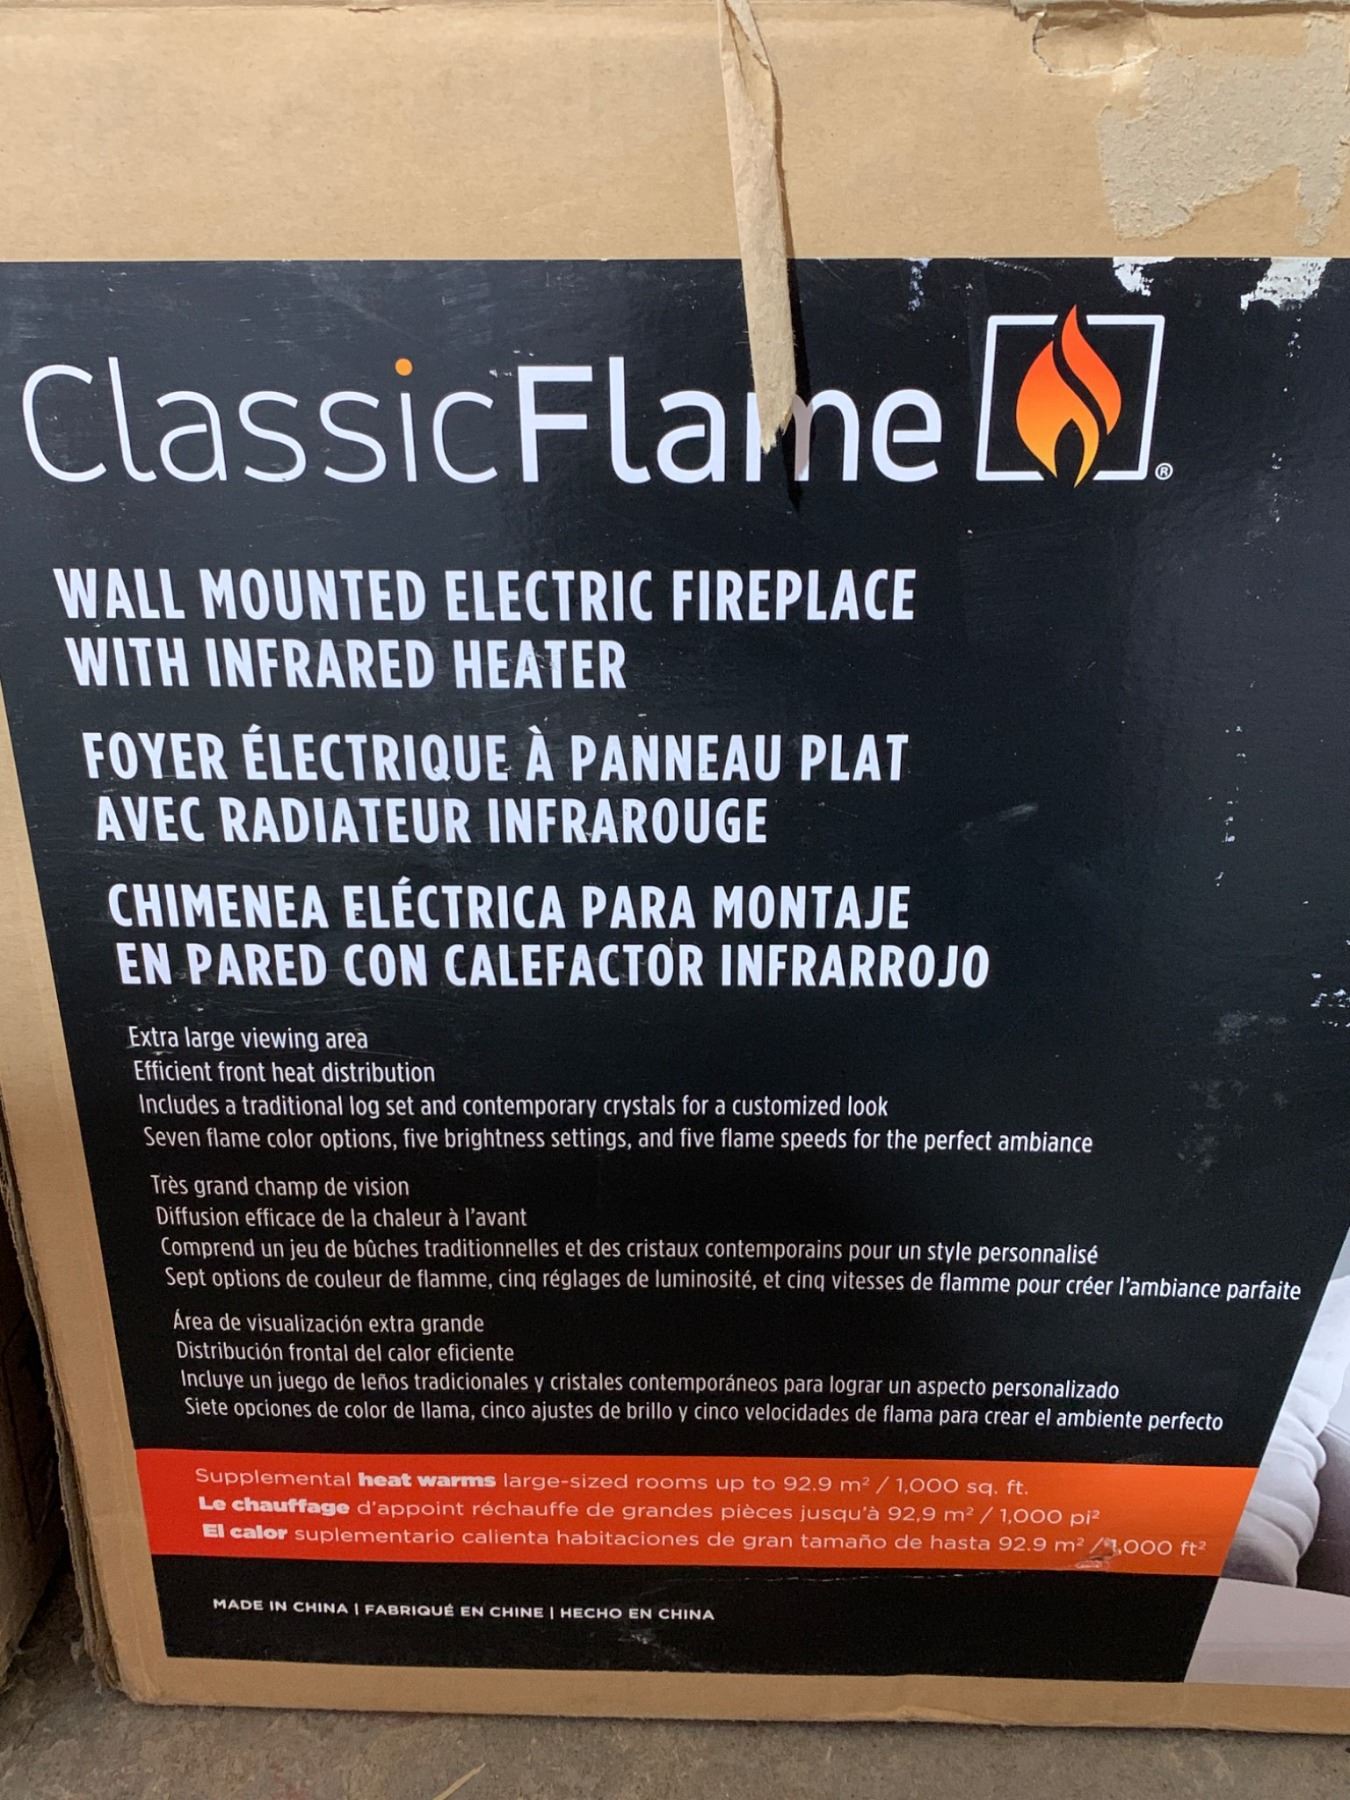 ClassicFlame ®
WALL MOUNTED ELECTRIC FIREPLACE
WITH INFRARED HEATER
FOYER ÉLECTRIQUE À PANNEAU PLAT
AVEC RADIATEUR INFRAROUGE
CHIMENEA ELÉCTRICA PARA MONTAJE
EN PARED CON CALEFACTOR INFRARROJO
Extra large viewing area
Efficient front heat distribution
Includes a traditional log set and contemporary crystals for a customized look
Seven flame color options, five brightness settings, and five flame speeds for the perfect ambiance
Très grand champ de vision
Diffusion efficace de la chaleur à l'avant
Comprend un jeu de bûches traditionnelles et des cristaux contemporains pour un style personnalisé
Sept options de couleur de flamme, cinq réglages de luminosité, et cinq vitesses de flamme pour créer l'ambiance parfaite
Área de visualización extra grande
Distribución frontal del calor eficiente
Incluye un juego de leños tradicionales y cristales contemporáneos para lograr un aspecto personalizado
Siete opciones de color de llama, cinco ajustes de brillo y cinco velocidades de flama para crear el ambiente perfecto
Supplemental heat warms large-sized rooms up to 92.9 m² / 1,000 sq. ft.
Le chauffage d'appoint réchauffe de grandes pièces jusqu'à 92,9 m² / 1,000 pi²
El calor suplementario calienta habitaciones de gran tamaño de hasta 92.9 m² / 1,000 ft²
MADE IN CHINA | FABRIQUÉ EN CHINE | HECHO EN CHINA